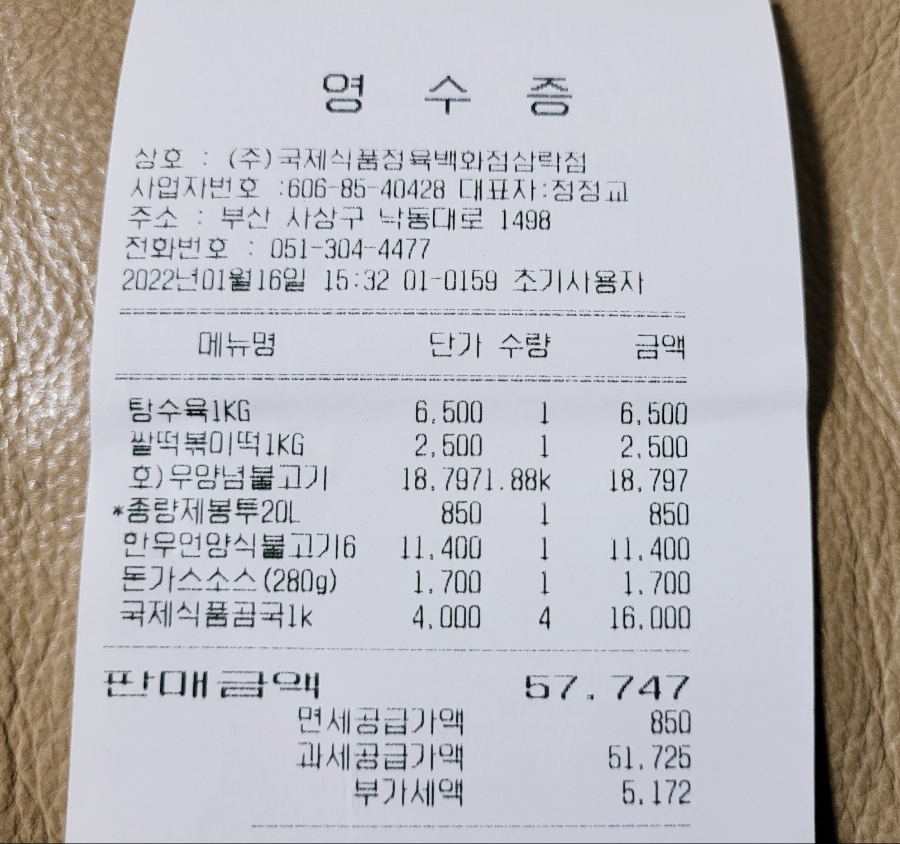 영 수 증
상호 : (주)국제식품정육백화점삼락점
사업자번호 :606-85-40428 대표자:정정교
주소 : 부산 사상구 낙동대로 1498
전화번호 : 051-304-4477
2022년01월16일 15:32 01-0159 초기사용자
메뉴명 단가 수량 금액
탕수육1KG 6,500 1 6,500
쌀떡볶이떡1KG 2,500 1 2,500
호)우양념불고기 18,7971.88k 18,797
*종량제봉투20L 850 1 850
한우언양식불고기6 11,400 1 11,400
돈가스소스(280g) 1,700 1 1,700
국제식품곰국1k 4,000 4 16,000
판매금액 57,747
면세공급가액 850
과세공급가액 51,725
부가세액 5,172